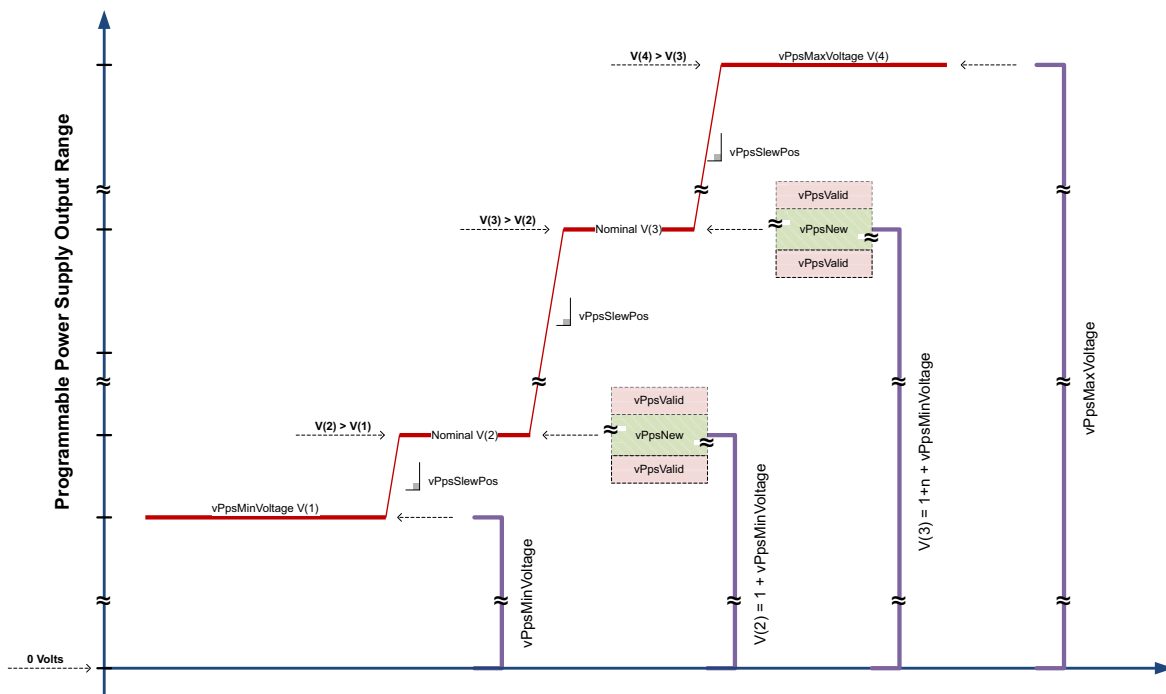 V(4) > V(3)
vPpsMaxVoltage V(4)
vPpsSlewPos
Programmable Power Supply Output Range
vPpsValid
V(3) > V(2)
Nominal V(3)
vPpsNew
vPpsValid
vPpsSlewPos
vPpsMaxVoltage
vPpsValid
V(2) > V(1)
Nominal V(2)
vPpsNew
vPpsValid
vPpsSlewPos
V(3) = 1+n + vPpsMinVoltage
vPpsMinVoltage V(1)
vPpsMinVoltage
V(2) = 1 + vPpsMinVoltage
0 Volts